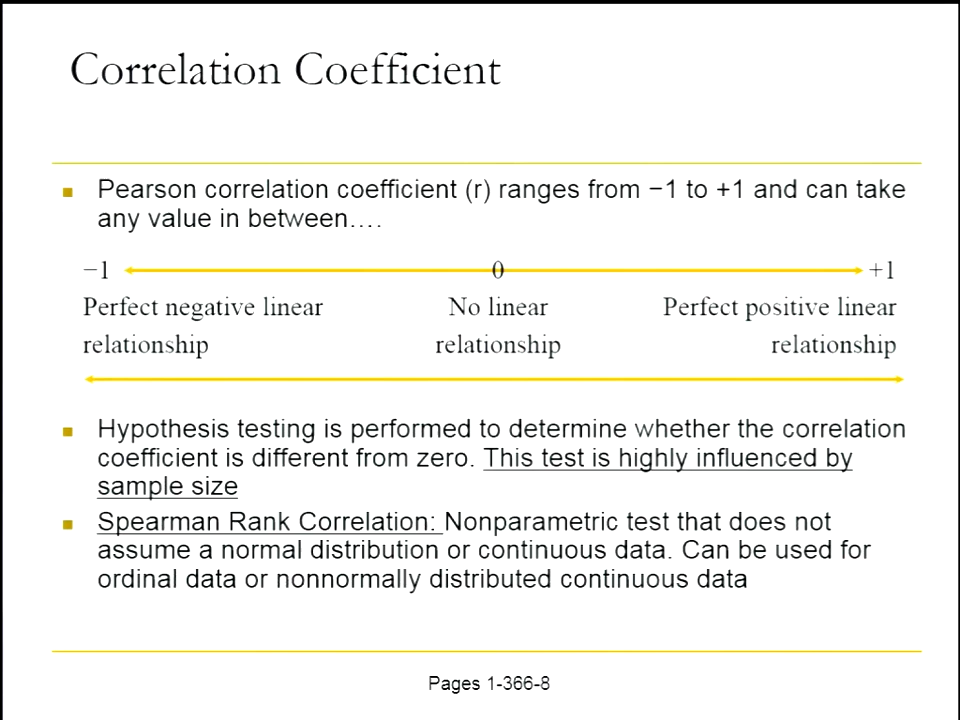 Correlation Coefficient
Pearson correlation coefficient (r) ranges from −1 to +1 and can take
any value in between....
−1 0 +1
Perfect negative linear No linear Perfect positive linear
relationship relationship relationship
Hypothesis testing is performed to determine whether the correlation
coefficient is different from zero. This test is highly influenced by
sample size
Spearman Rank Correlation: Nonparametric test that does not
assume a normal distribution or continuous data. Can be used for
ordinal data or nonnormally distributed continuous data
Pages 1-366-8